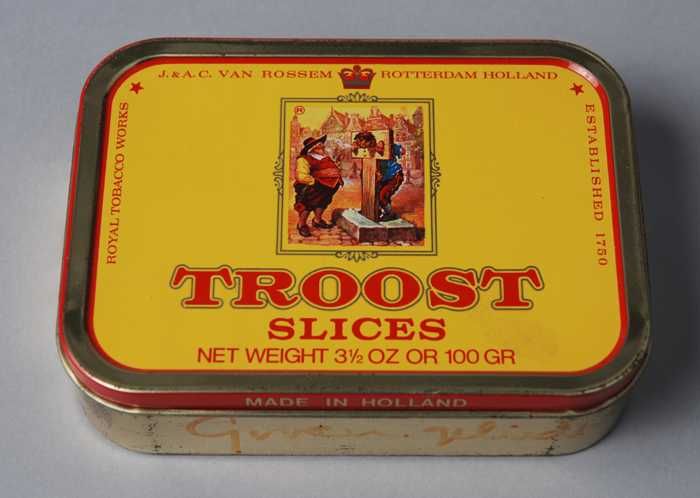 J. & A. C. VAN ROSSEM ROTTERDAM HOLLAND
ROYAL TOBACCO WORKS
ESTABLISHED 1750
®
TROOST
SLICES
NET WEIGHT 3½ OZ OR 100 GR
MADE IN HOLLAND